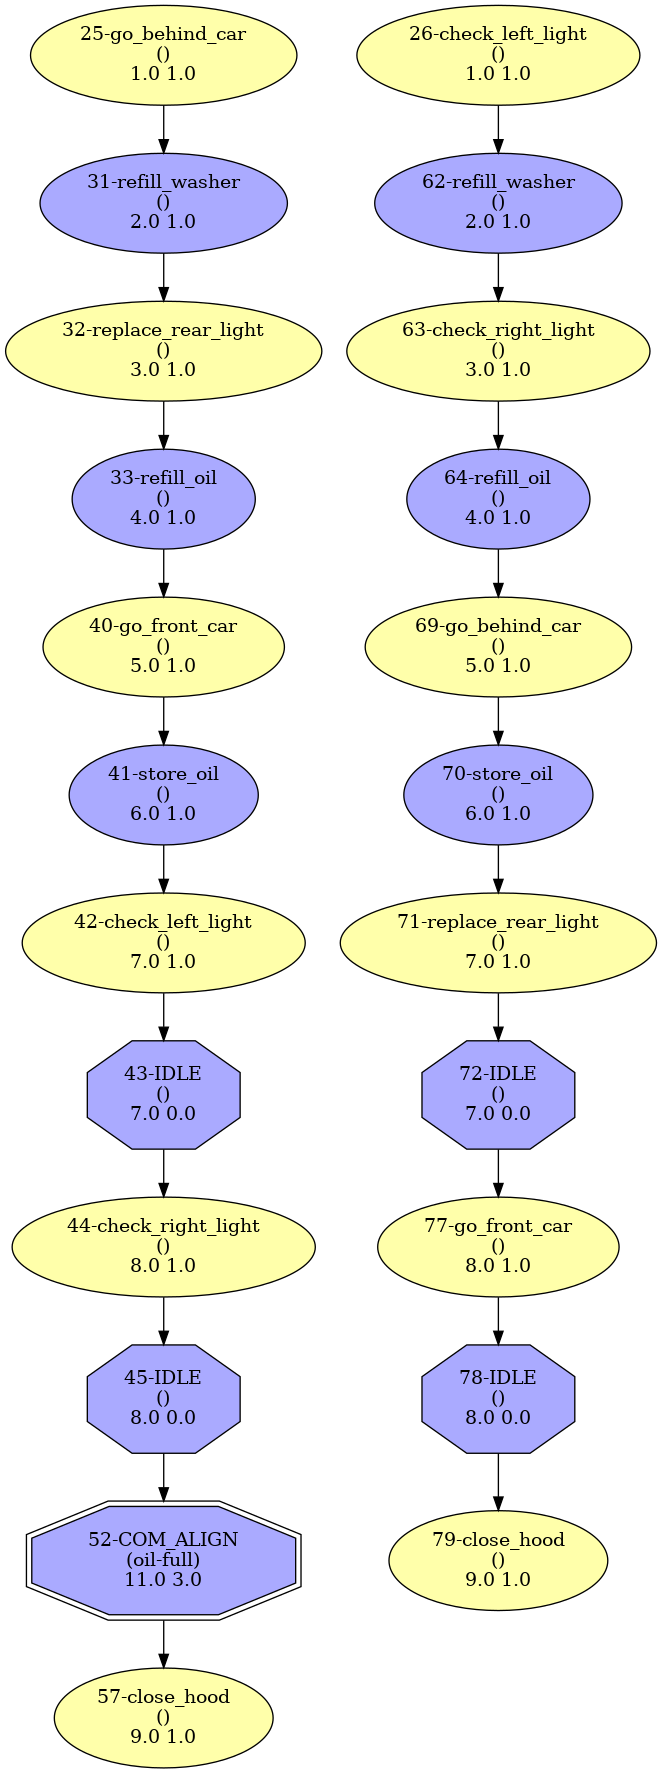 25-go_behind_car
()
1.0 1.0
31-refill_washer
()
2.0 1.0
32-replace_rear_light
()
3.0 1.0
33-refill_oil
()
4.0 1.0
40-go_front_car
()
5.0 1.0
41-store_oil
()
6.0 1.0
42-check_left_light
()
7.0 1.0
43-IDLE
()
7.0 0.0
44-check_right_light
()
8.0 1.0
45-IDLE
()
8.0 0.0
52-COM_ALIGN
(oil-full)
11.0 3.0
57-close_hood
()
9.0 1.0
26-check_left_light
()
1.0 1.0
62-refill_washer
()
2.0 1.0
63-check_right_light
()
3.0 1.0
64-refill_oil
()
4.0 1.0
69-go_behind_car
()
5.0 1.0
70-store_oil
()
6.0 1.0
71-replace_rear_light
()
7.0 1.0
72-IDLE
()
7.0 0.0
77-go_front_car
()
8.0 1.0
78-IDLE
()
8.0 0.0
79-close_hood
()
9.0 1.0